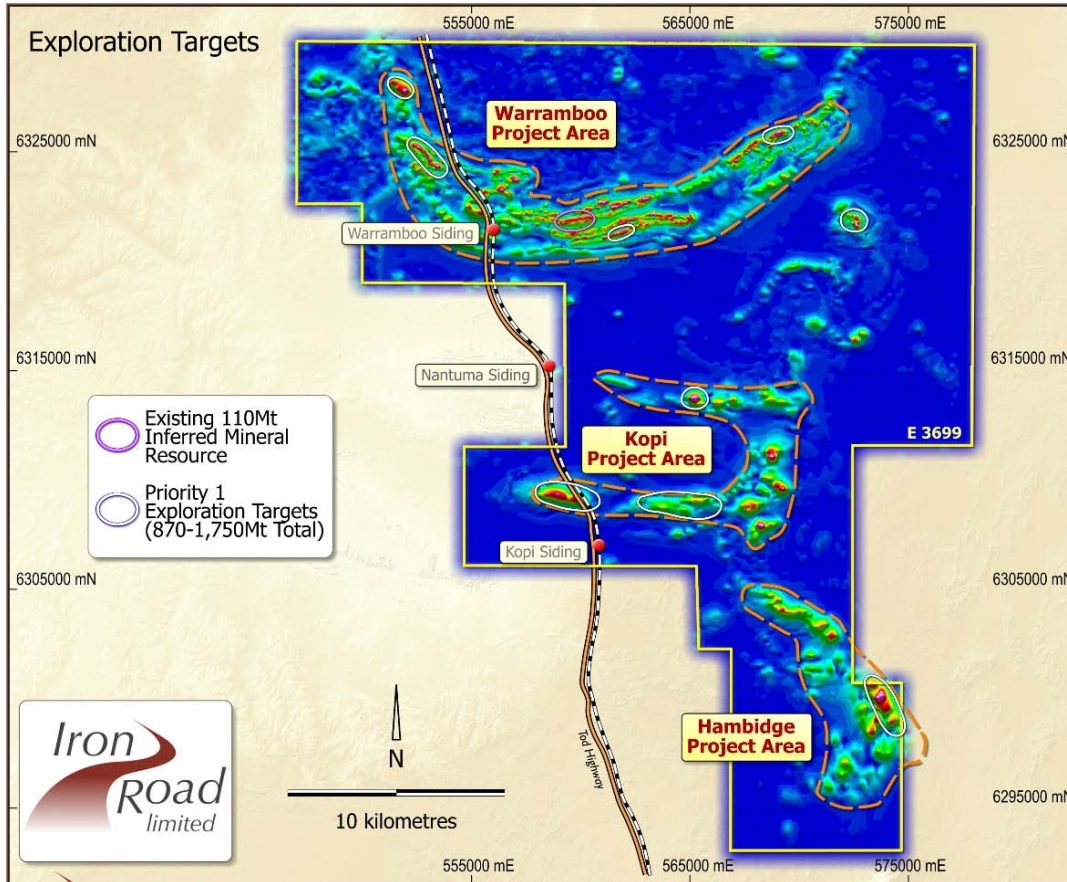 Exploration Targets
555000 mE
565000 mE
575000 mE
Warramboo
Project Area
6325000 mN
6325000 mN
Warramboo Siding
6315000 mN
6315000 mN
Nantuma Siding
Existing 110Mt
Inferred Mineral
Resource
Priority 1
Exploration Targets
(870-1,750Mt Total)
Kopi
Project Area
E 3699
Kopi Siding
6305000 mN
6305000 mN
Hambidge
Project Area
Iron
Road
limited
N
Tod Highway
10 kilometres
6295000 mN
555000 mE
565000 mE
575000 mE